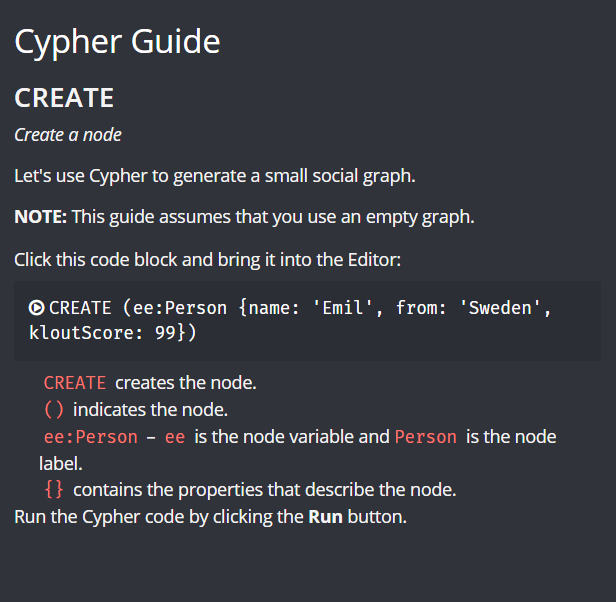 Cypher Guide
CREATE
Create a node
Let's use Cypher to generate a small social graph.
NOTE: This guide assumes that you use an empty graph.
Click this code block and bring it into the Editor:
CREATE (ee:Person {name: 'Emil', from: 'Sweden',
kloutScore: 99})
CREATE creates the node.
() indicates the node.
ee:Person – ee is the node variable and Person is the node
label.
{} contains the properties that describe the node.
Run the Cypher code by clicking the Run button.